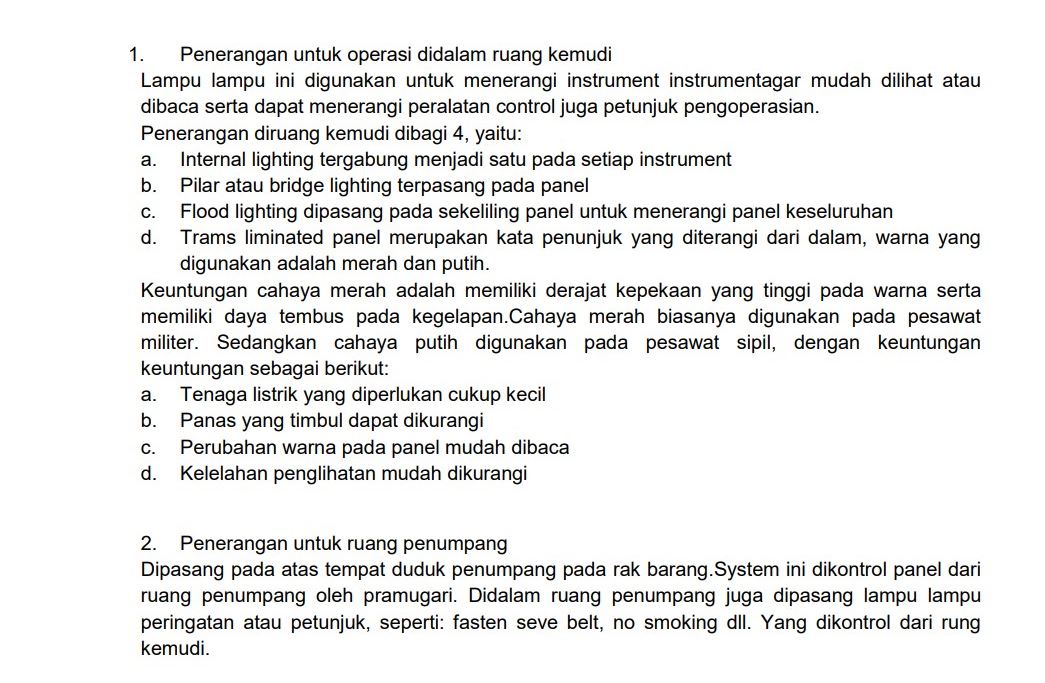 1. Penerangan untuk operasi didalam ruang kemudi
Lampu lampu ini digunakan untuk menerangi instrument instrumentagar mudah dilihat atau
dibaca serta dapat menerangi peralatan control juga petunjuk pengoperasian.
Penerangan diruang kemudi dibagi 4, yaitu:
a. Internal lighting tergabung menjadi satu pada setiap instrument
b. Pilar atau bridge lighting terpasang pada panel
c. Flood lighting dipasang pada sekeliling panel untuk menerangi panel keseluruhan
d. Trams liminated panel merupakan kata penunjuk yang diterangi dari dalam, warna yang
digunakan adalah merah dan putih.
Keuntungan cahaya merah adalah memiliki derajat kepekaan yang tinggi pada warna serta
memiliki daya tembus pada kegelapan.Cahaya merah biasanya digunakan pada pesawat
militer. Sedangkan cahaya putih digunakan pada pesawat sipil, dengan keuntungan
keuntungan sebagai berikut:
a. Tenaga listrik yang diperlukan cukup kecil
b. Panas yang timbul dapat dikurangi
c. Perubahan warna pada panel mudah dibaca
d. Kelelahan penglihatan mudah dikurangi
2. Penerangan untuk ruang penumpang
Dipasang pada atas tempat duduk penumpang pada rak barang.System ini dikontrol panel dari
ruang penumpang oleh pramugari. Didalam ruang penumpang juga dipasang lampu lampu
peringatan atau petunjuk, seperti: fasten seve belt, no smoking dll. Yang dikontrol dari rung
kemudi.